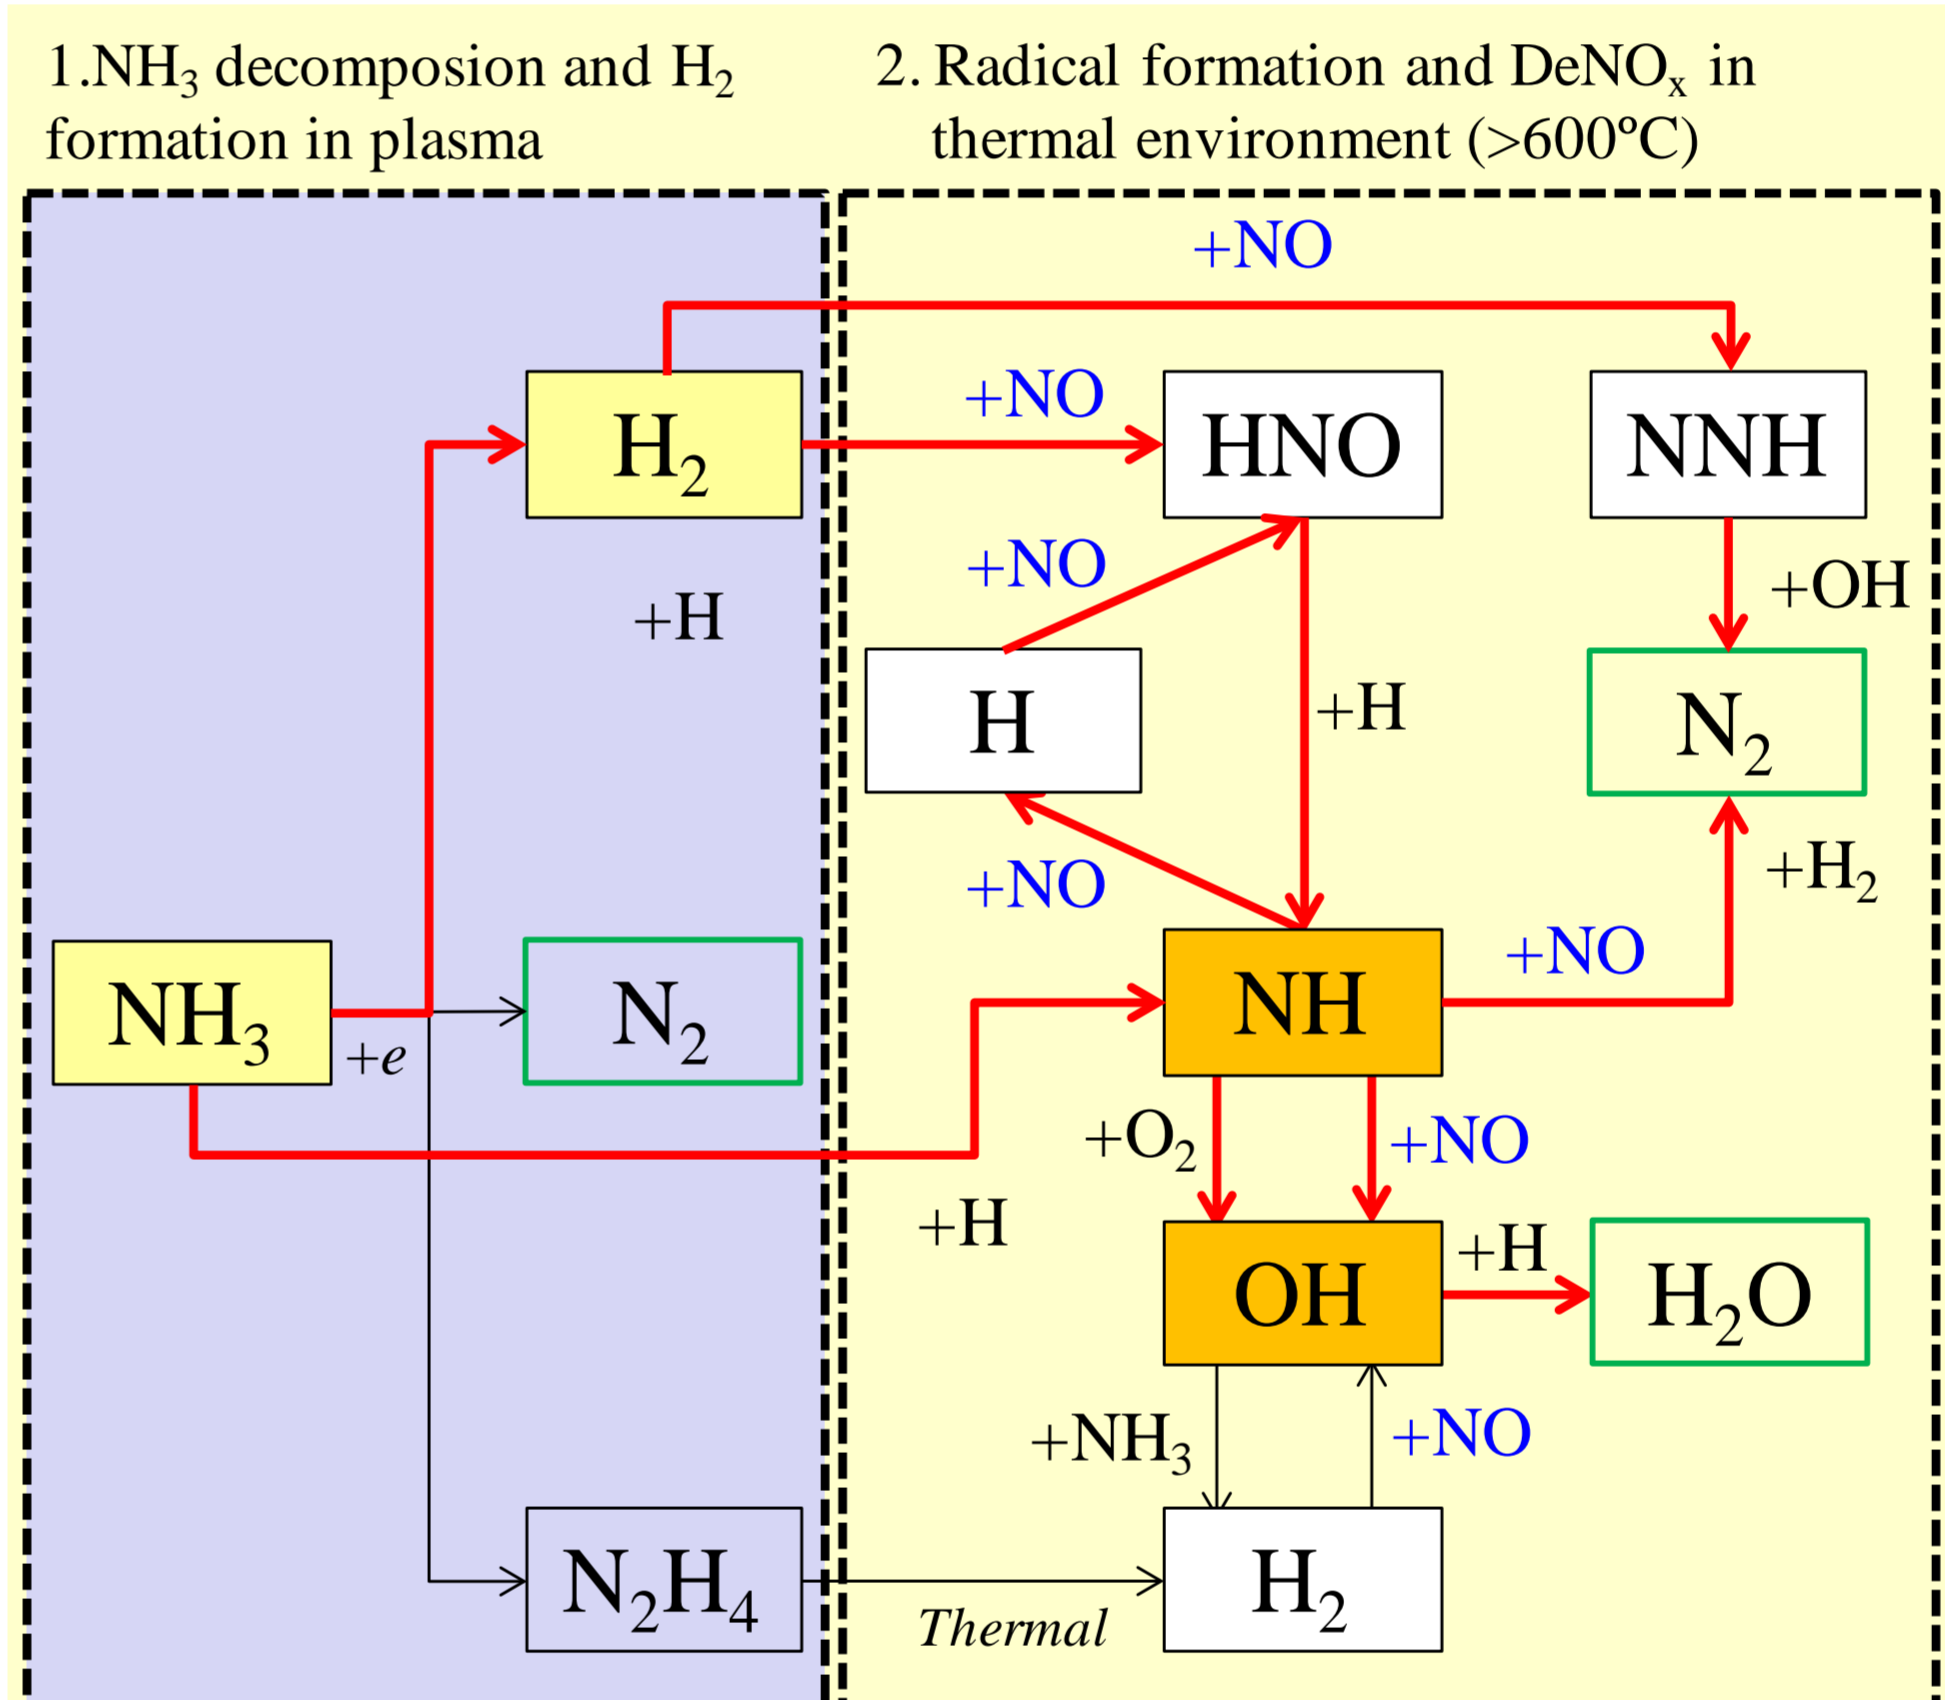 1.NH₃ decomposion and H₂
formation in plasma
2. Radical formation and DeNOₓ in
thermal environment (>600°C)
+NO
H₂
+NO
HNO
NNH
+NO
+OH
+H
H
+H
N₂
+NO
+H₂
NH₃
+e
N₂
NH
+NO
+O₂
+NO
+H
OH
+H
H₂O
+NH₃
+NO
N₂H₄
Thermal
H₂